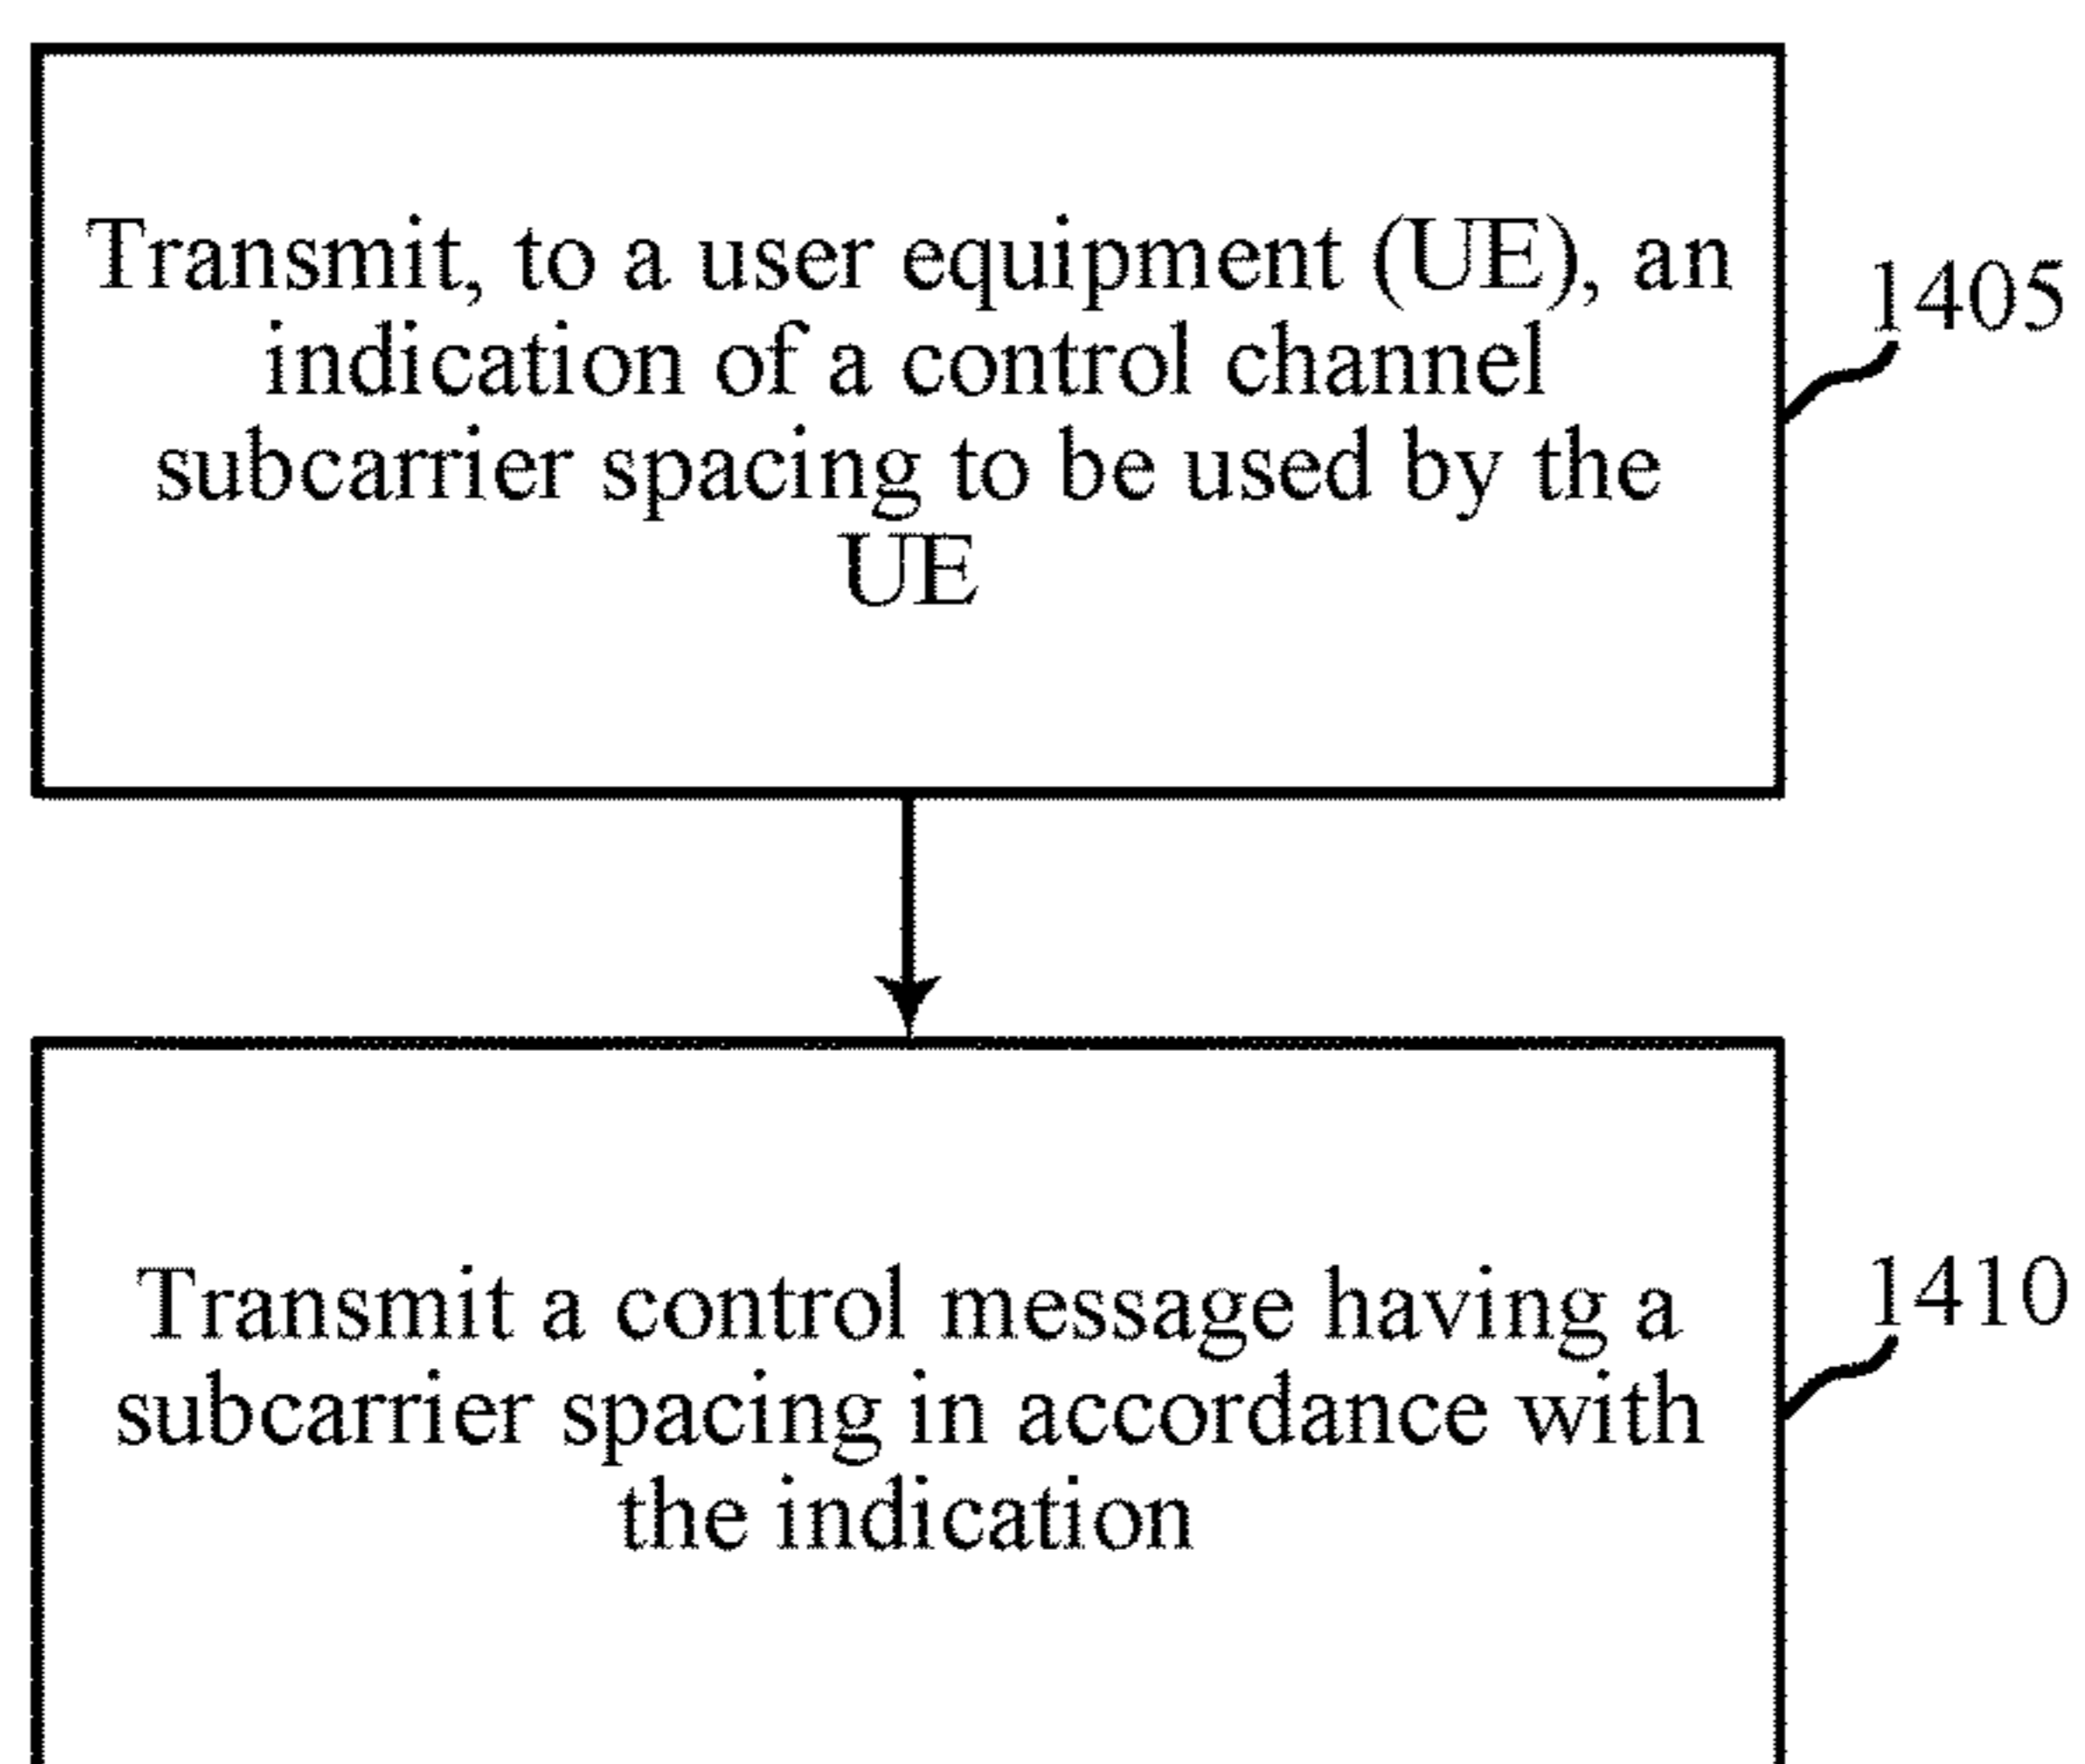 Transmit, to a user equipment (UE), an
indication of a control channel
subcarrier spacing to be used by the
UE
1405
Transmit a control message having a
subcarrier spacing in accordance with
the indication
1410